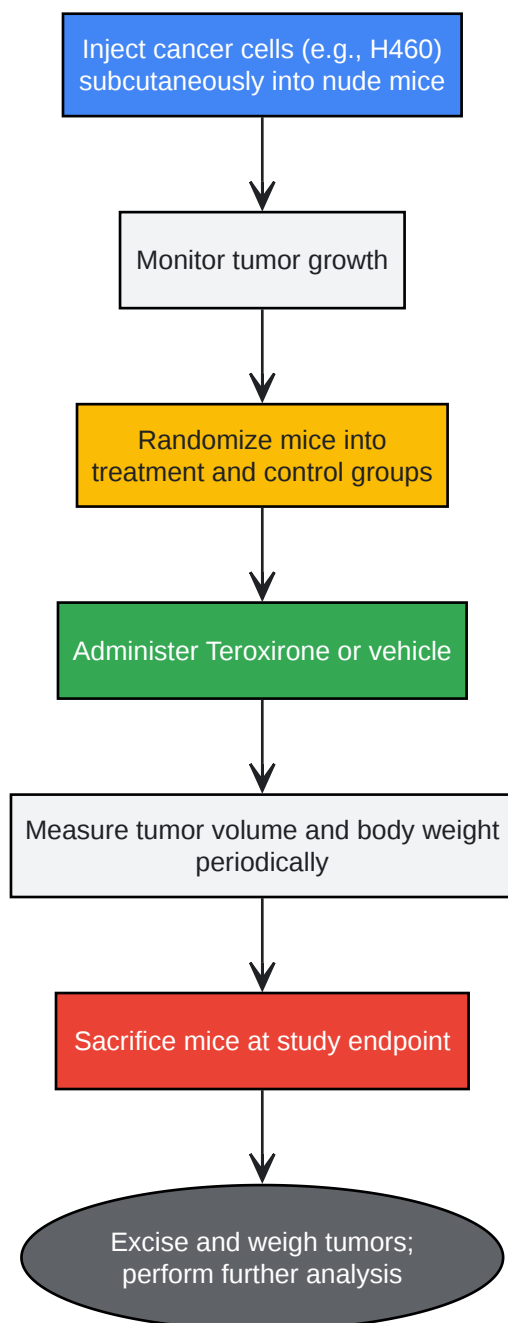 Inject cancer cells (e.g., H460)
subcutaneously into nude mice
Monitor tumor growth
Randomize mice into
treatment and control groups
Administer Teroxirone or vehicle
Measure tumor volume and body weight
periodically
Sacrifice mice at study endpoint
Excise and weigh tumors;
perform further analysis